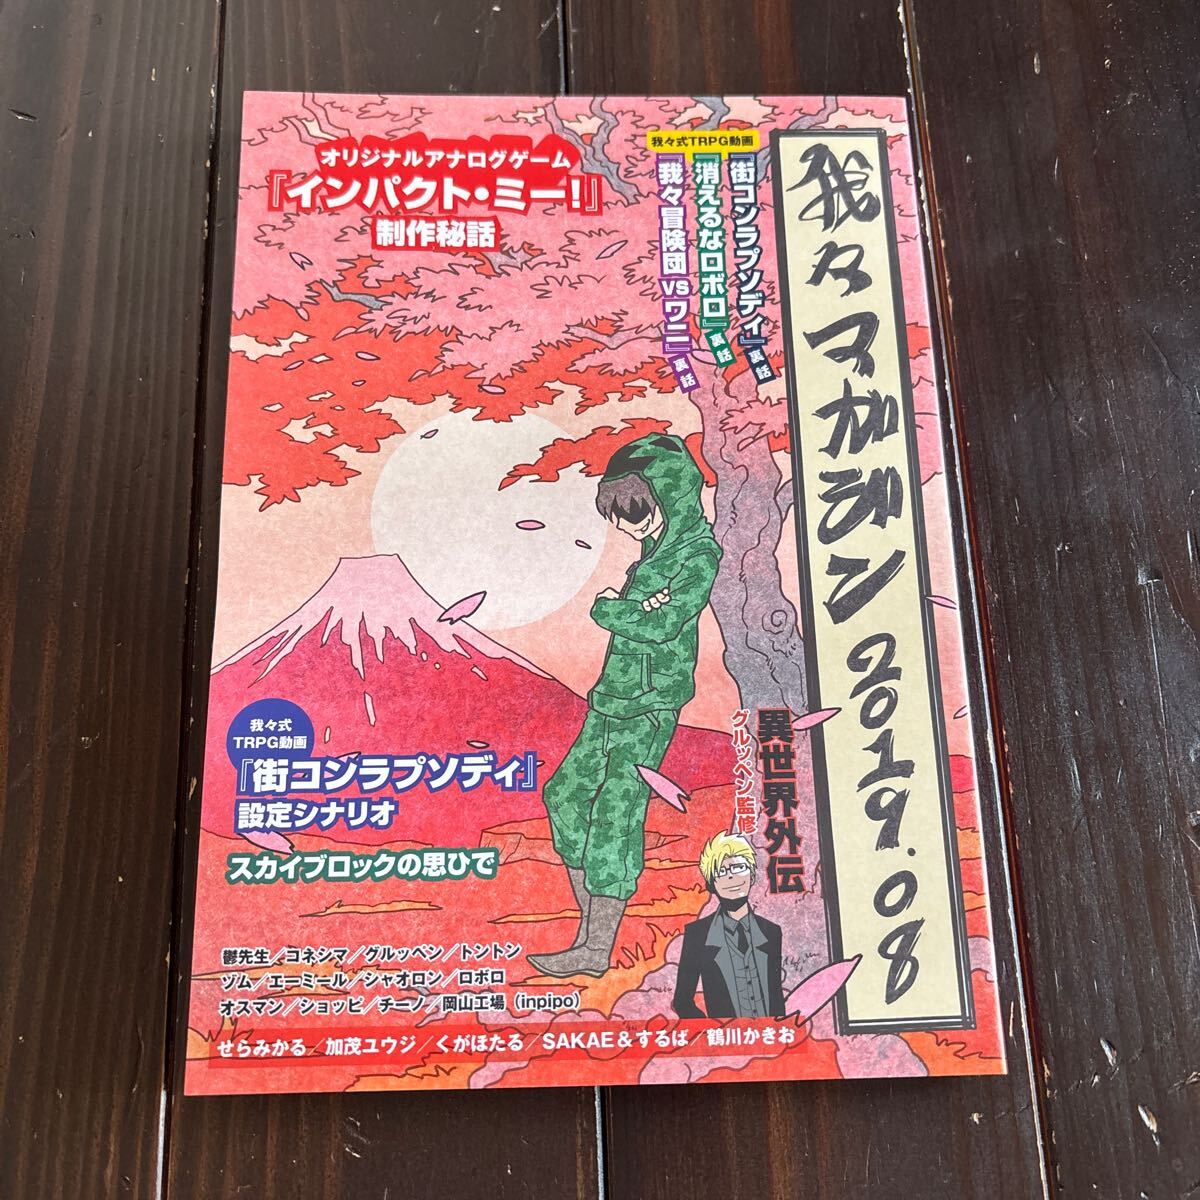 我々マガジン2019.08
我々式TRPG動画
『街コンラプソディ』裏話
『消えるなロボロ』裏話
『我々冒険団vsワニ』裏話
オリジナルアナログゲーム
『インパクト・ミー!』
制作秘話
異世界外伝
グルッペン監修
我々式
TRPG動画
『街コンラプソディ』
設定シナリオ
スカイブロックの思ひで
鬱先生／コネシマ／グルッペン／トントン
ゾム／エーミール／シャオロン／ロボロ
オスマン／ショッピ／チーノ／岡山工場（inpipo）
せらみかる／加茂ユウジ／くがほたる／SAKAE＆するば／鶴川かきお